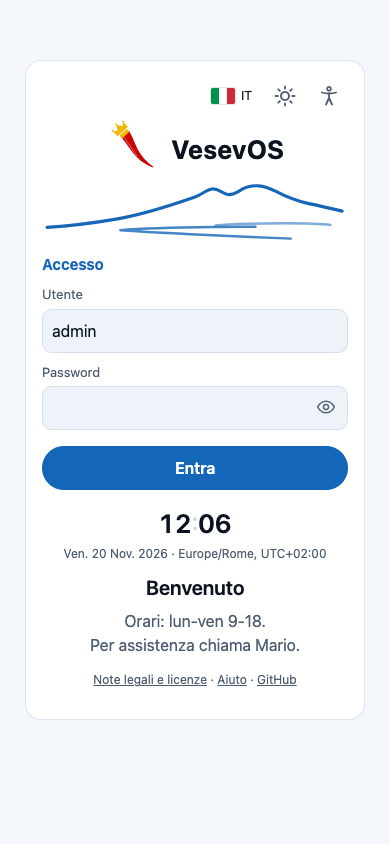 IT
VesevOS
Accesso
Utente
admin
Password
Entra
12:06
Ven. 20 Nov. 2026 · Europe/Rome, UTC+02:00
Benvenuto
Orari: lun-ven 9-18.
Per assistenza chiama Mario.
Note legali e licenze · Aiuto · GitHub